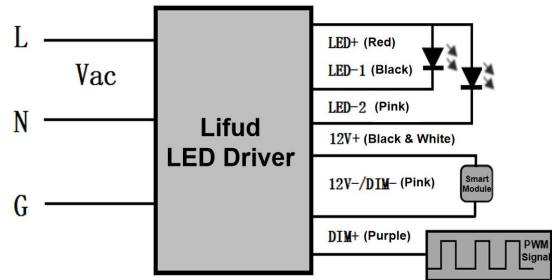 L
Vac
N
G
Lifud
LED Driver
LED+ (Red)
LED-1 (Black)
LED-2 (Pink)
12V+ (Black & White)
12V-/DIM- (Pink)
DIM+ (Purple)
Smart
Module
PWM
Signal